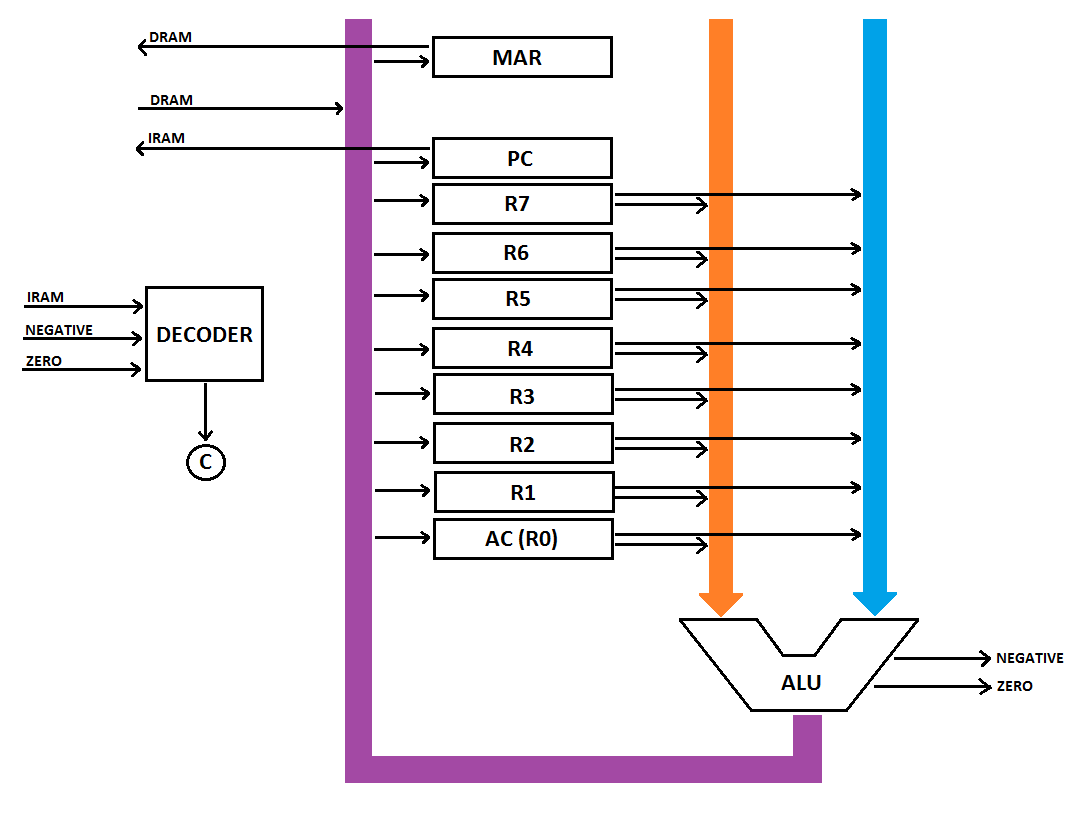 DRAM
MAR
DRAM
IRAM
PC
R7
R6
R5
R4
R3
R2
R1
AC (R0)
IRAM
NEGATIVE
ZERO
DECODER
C
ALU
NEGATIVE
ZERO